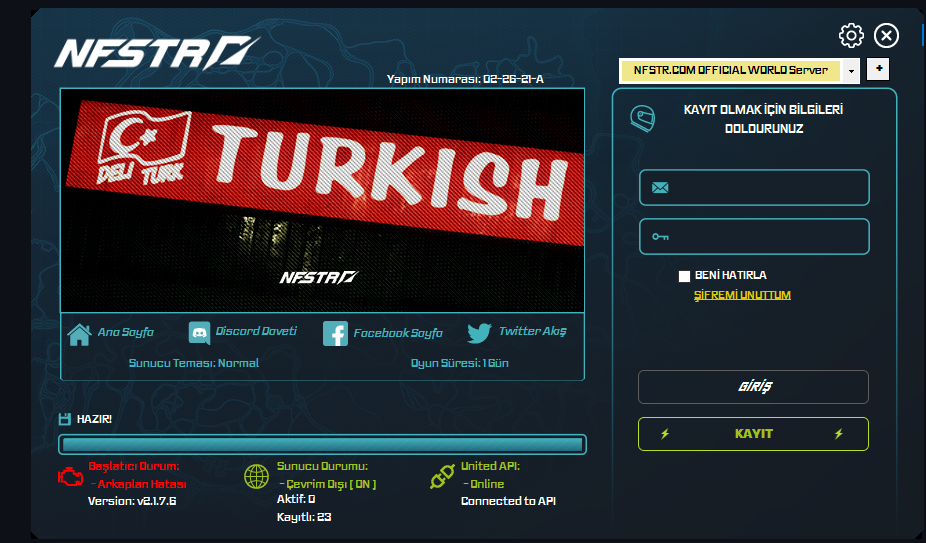 NFSTR
Yapım Numarası: 02-26-21-A
NFSTR.COM OFFICIAL WORLD Server
+
DELİ TURK
TURKISH
NFSTR
KAYIT OLMAK İÇİN BİLGİLERİ
DOLDURUNUZ
BENİ HATIRLA
ŞİFREMİ UNUTTUM
Ana Sayfa
Discord Daveti
Facebook Sayfa
Twitter Akış
Sunucu Teması: Normal
Oyun Süresi: 1 Gün
GİRİŞ
KAYIT
HAZIR!
Başlatıcı Durum:
- Arkaplan Hatası
Version: v2.1.7.6
Sunucu Durumu:
- Çevrim Dışı [ ON ]
Aktif: 0
Kayıtlı: 23
United API:
- Online
Connected to API